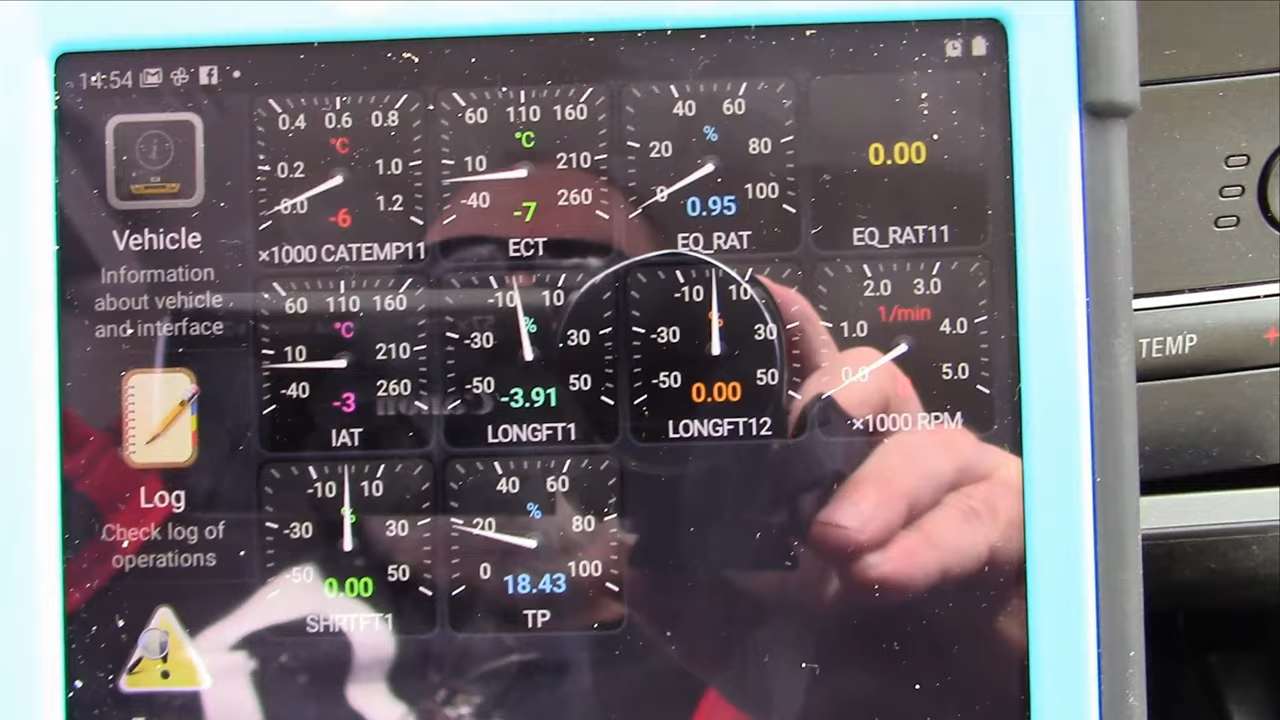 14:54
Vehicle
Information
about vehicle
and interface
Log
Check log of
operations
0.4 0.6 0.8
°C
0.2 1.0
-0.0 1.2
-6
×1000 CATEMP11
60 110 160
°C
10 210
-40 260
-7
ECT
40 60
%
20 80
0 100
0.95
EQ_RAT
0.00
EQ_RAT11
60 110 160
°C
10 210
-40 260
-3
IAT
-10 10
%
-30 30
-50 50
-3.91
LONGFT1
-10 10
%
-30 30
-50 50
0.00
LONGFT12
2.0 3.0
1/min
1.0 4.0
0.0 5.0
×1000 RPM
-10 10
%
-30 30
-50 50
0.00
SHRTFT1
40 60
%
20 80
0 100
18.43
TP
TEMP